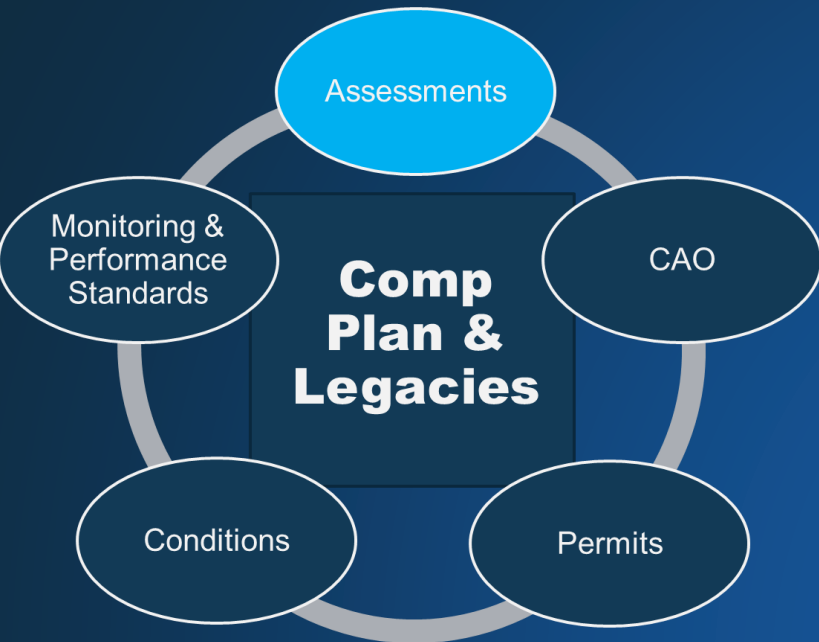 Assessments
Monitoring &
Performance
Standards
CAO
Comp
Plan &
Legacies
Conditions
Permits